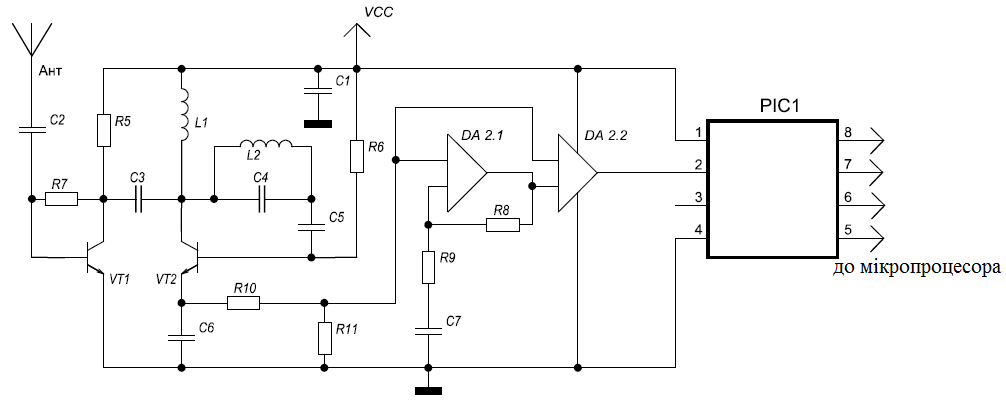 VCC
Ант
C2
R5
L1
C1
R6
L2
DA 2.1
DA 2.2
PIC1
1
2
3
4
8
7
6
5
R7
C3
C4
C5
R8
VT1
VT2
R9
R10
C6
R11
C7
до мікропроцесора